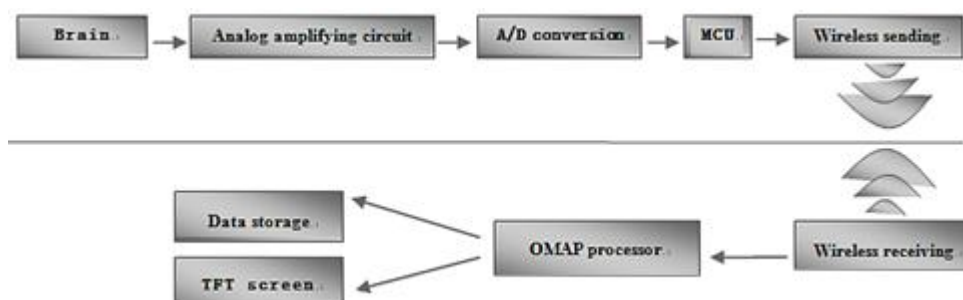 Brain
Analog amplifying circuit
A/D conversion
MCU
Wireless sending
Data storage
OMAP processor
Wireless receiving
TFT screen